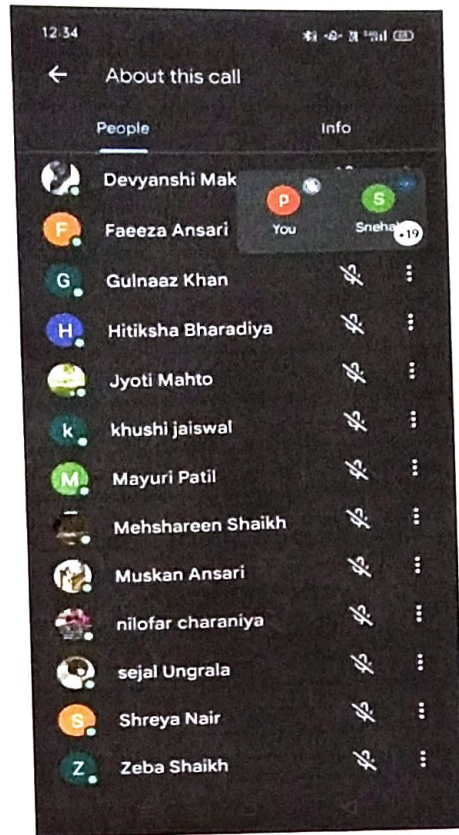 12:34
About this call
People Info
Devyanshi Mak
P S
You Sneha
+19
F Faeeza Ansari
G Gulnaaz Khan
H Hitiksha Bharadiya
Jyoti Mahto
k khushi jaiswal
M Mayuri Patil
Mehshareen Shaikh
Muskan Ansari
nilofar charaniya
sejal Ungrala
S Shreya Nair
Z Zeba Shaikh